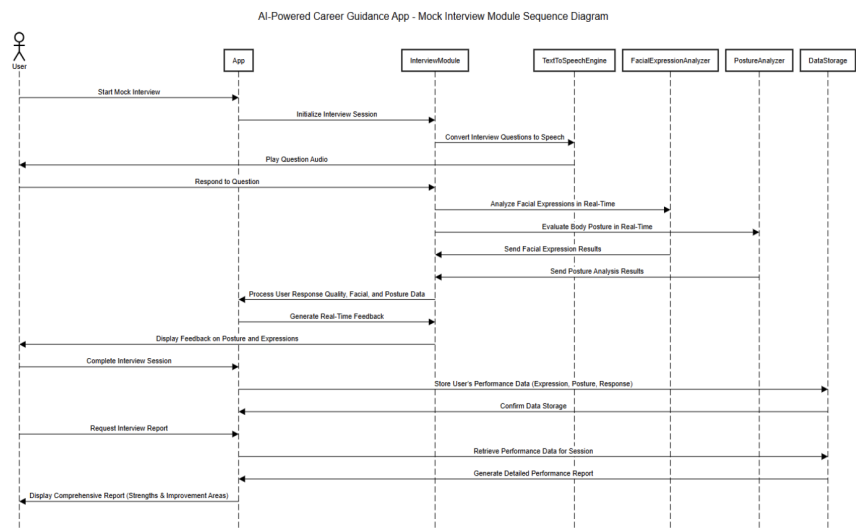 AI-Powered Career Guidance App - Mock Interview Module Sequence Diagram
User
App
InterviewModule
TextToSpeechEngine
FacialExpressionAnalyzer
PostureAnalyzer
DataStorage
Start Mock Interview
Initialize Interview Session
Convert Interview Questions to Speech
Play Question Audio
Respond to Question
Analyze Facial Expressions in Real-Time
Evaluate Body Posture in Real-Time
Send Facial Expression Results
Send Posture Analysis Results
Process User Response Quality, Facial, and Posture Data
Generate Real-Time Feedback
Display Feedback on Posture and Expressions
Complete Interview Session
Store User's Performance Data (Expression, Posture, Response)
Confirm Data Storage
Request Interview Report
Retrieve Performance Data for Session
Generate Detailed Performance Report
Display Comprehensive Report (Strengths & Improvement Areas)